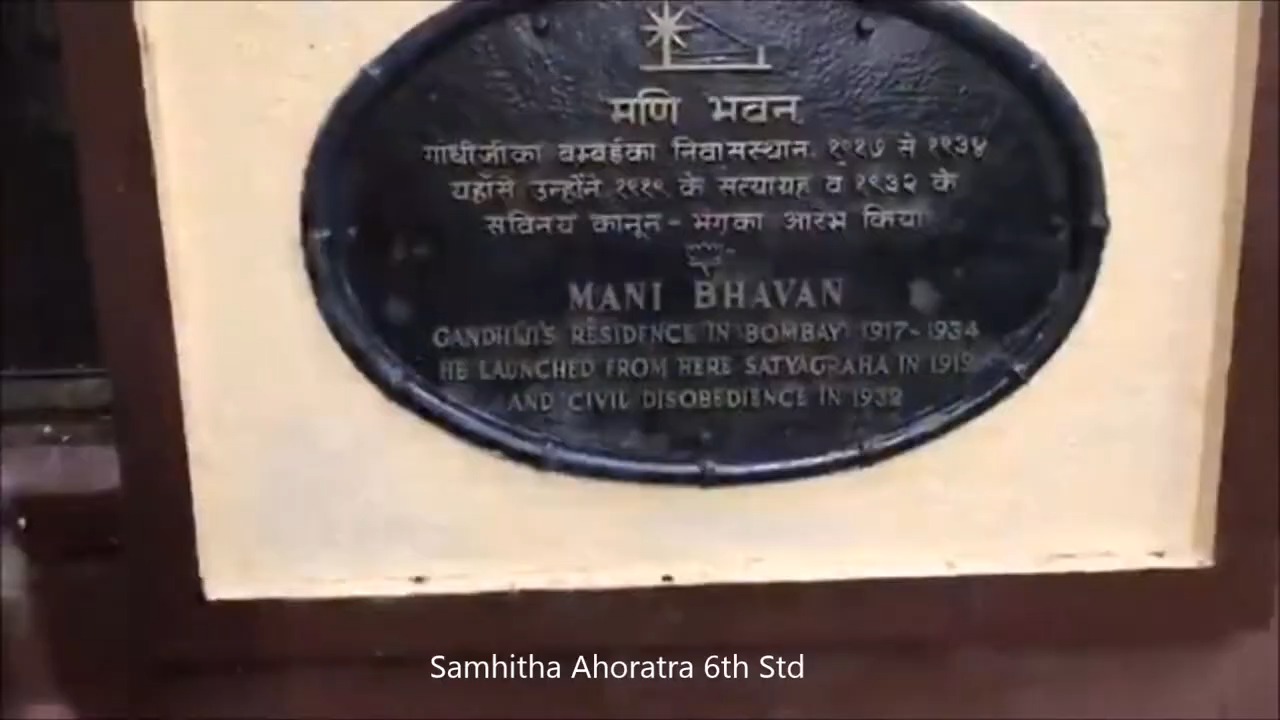 मणि भवन
गांधीजीका बम्बईका निवासस्थान. १९१७ से १९३४
यहाँसे उन्होंने १९१९ के सत्याग्रह व १९३२ के
सविनय कानून - भंगका आरंभ किया
MANI BHAVAN
GANDHIJI'S RESIDENCE IN BOMBAY 1917-1934
HE LAUNCHED FROM HERE SATYAGRAHA IN 1919
AND CIVIL DISOBEDIENCE IN 1932
Samhitha Ahoratra 6th Std